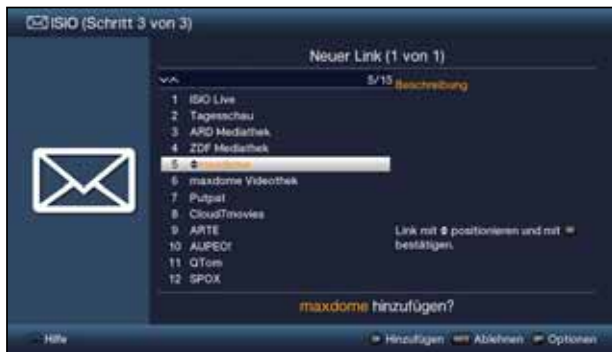 ISIO (Schritt 3 von 3)
Neuer Link (1 von 1)
5/15 Beschreibung
1 ISIO Live
2 Tagesschau
3 ARD Mediathek
4 ZDF Mediathek
5 maxdome
6 maxdome Videothek
7 Putpat
8 CloudTmovies
9 ARTE
10 AUPEO!
11 QTom
12 SPOX
Link mit positionieren und mit
bestätigen.
maxdome hinzufügen?
Hilfe Hinzufügen Ablehnen Optionen